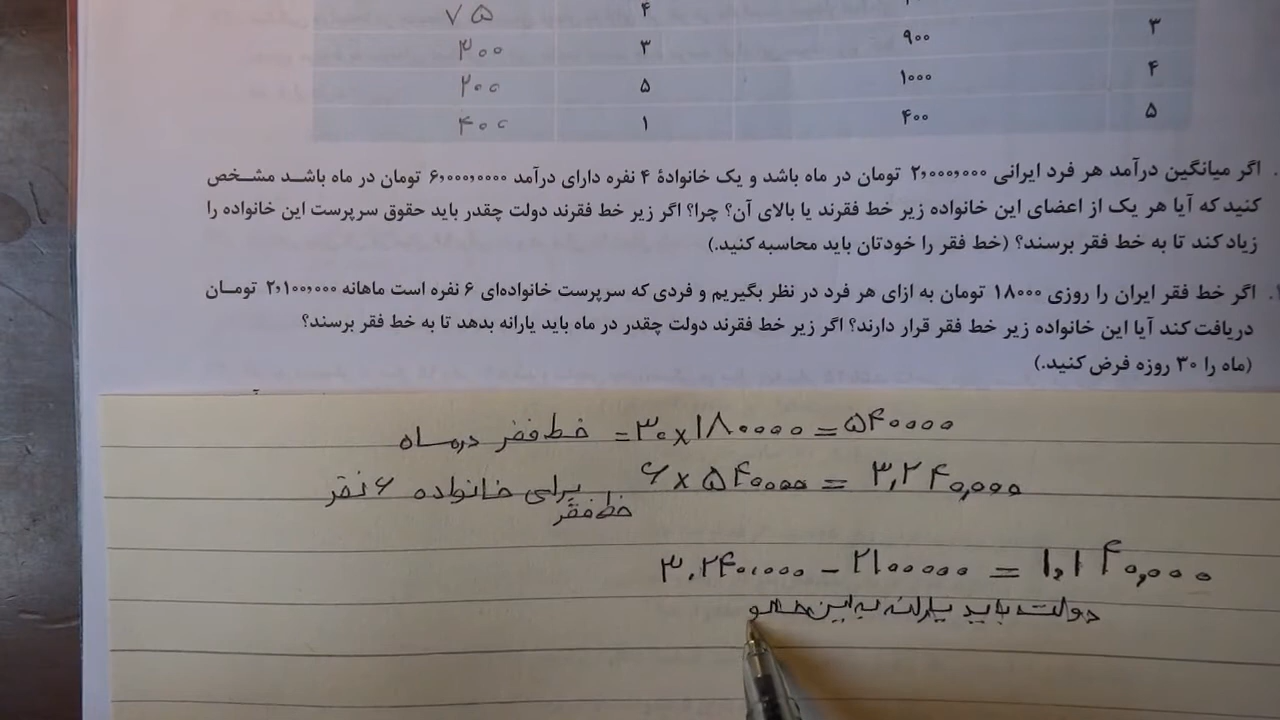 ۷۵ ۴
۳۰۰ ۳ ۹۰۰ ۳
۲۰۰ ۵ ۱۰۰۰ ۴
۴۰۰ ۱ ۴۰۰ ۵
اگر میانگین درآمد هر فرد ایرانی ۲,۰۰۰,۰۰۰ تومان در ماه باشد و یک خانوادهٔ ۴ نفره دارای درآمد ۶,۰۰۰,۰۰۰۰ تومان در ماه باشد مشخص
کنید که آیا هر یک از اعضای این خانواده زیر خط فقرند یا بالای آن؟ چرا؟ اگر زیر خط فقرند دولت چقدر باید حقوق سرپرست این خانواده را
زیاد کند تا به خط فقر برسند؟ (خط فقر را خودتان باید محاسبه کنید.)
اگر خط فقر ایران را روزی ۱۸۰۰۰ تومان به ازای هر فرد در نظر بگیریم و فردی که سرپرست خانواده‌ای ۶ نفره است ماهانه ۲,۱۰۰,۰۰۰ تومان
دریافت کند آیا این خانواده زیر خط فقر قرار دارند؟ اگر زیر خط فقرند دولت چقدر در ماه باید یارانه بدهد تا به خط فقر برسند؟
(ماه را ۳۰ روزه فرض کنید.)
خط فقر در ماه = ۳۰×۱۸۰۰۰۰ = ۵۴۰۰۰۰
۶ × ۵۴۰۰۰۰ = ۳,۲۴۰,۰۰۰ برای خانواده ۶ نفر
خط فقر
۳,۲۴۰,۰۰۰ - ۲۱۰۰۰۰۰ = ۱,۱۴۰,۰۰۰
دولت باید یارانه به این